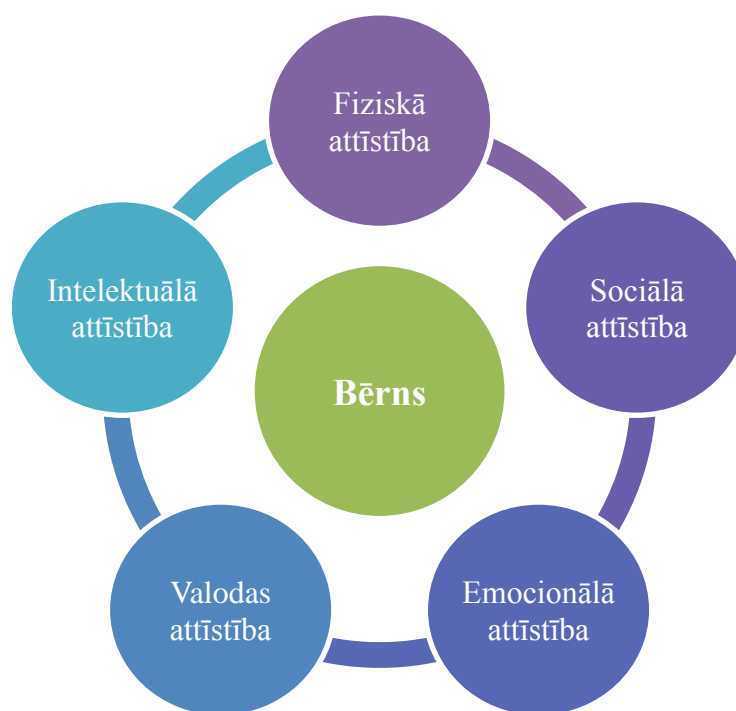 Fiziskā
attīstība
Intelektuālā
attīstība
Sociālā
attīstība
Bērns
Valodas
attīstība
Emocionālā
attīstība